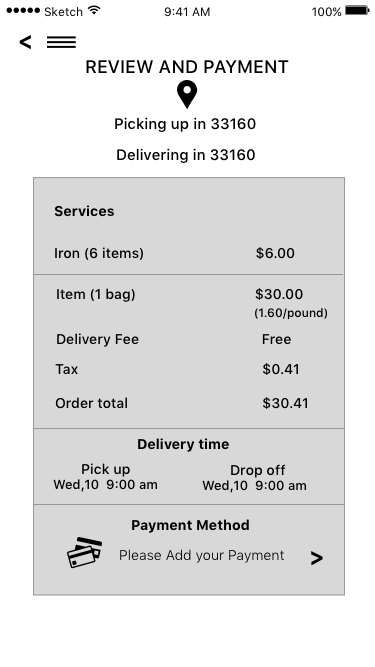 Sketch 9:41 AM 100%
REVIEW AND PAYMENT
Picking up in 33160
Delivering in 33160
Services
Iron (6 items) $6.00
Item (1 bag) $30.00
(1.60/pound)
Delivery Fee Free
Tax $0.41
Order total $30.41
Delivery time
Pick up Drop off
Wed,10 9:00 am Wed,10 9:00 am
Payment Method
Please Add your Payment >